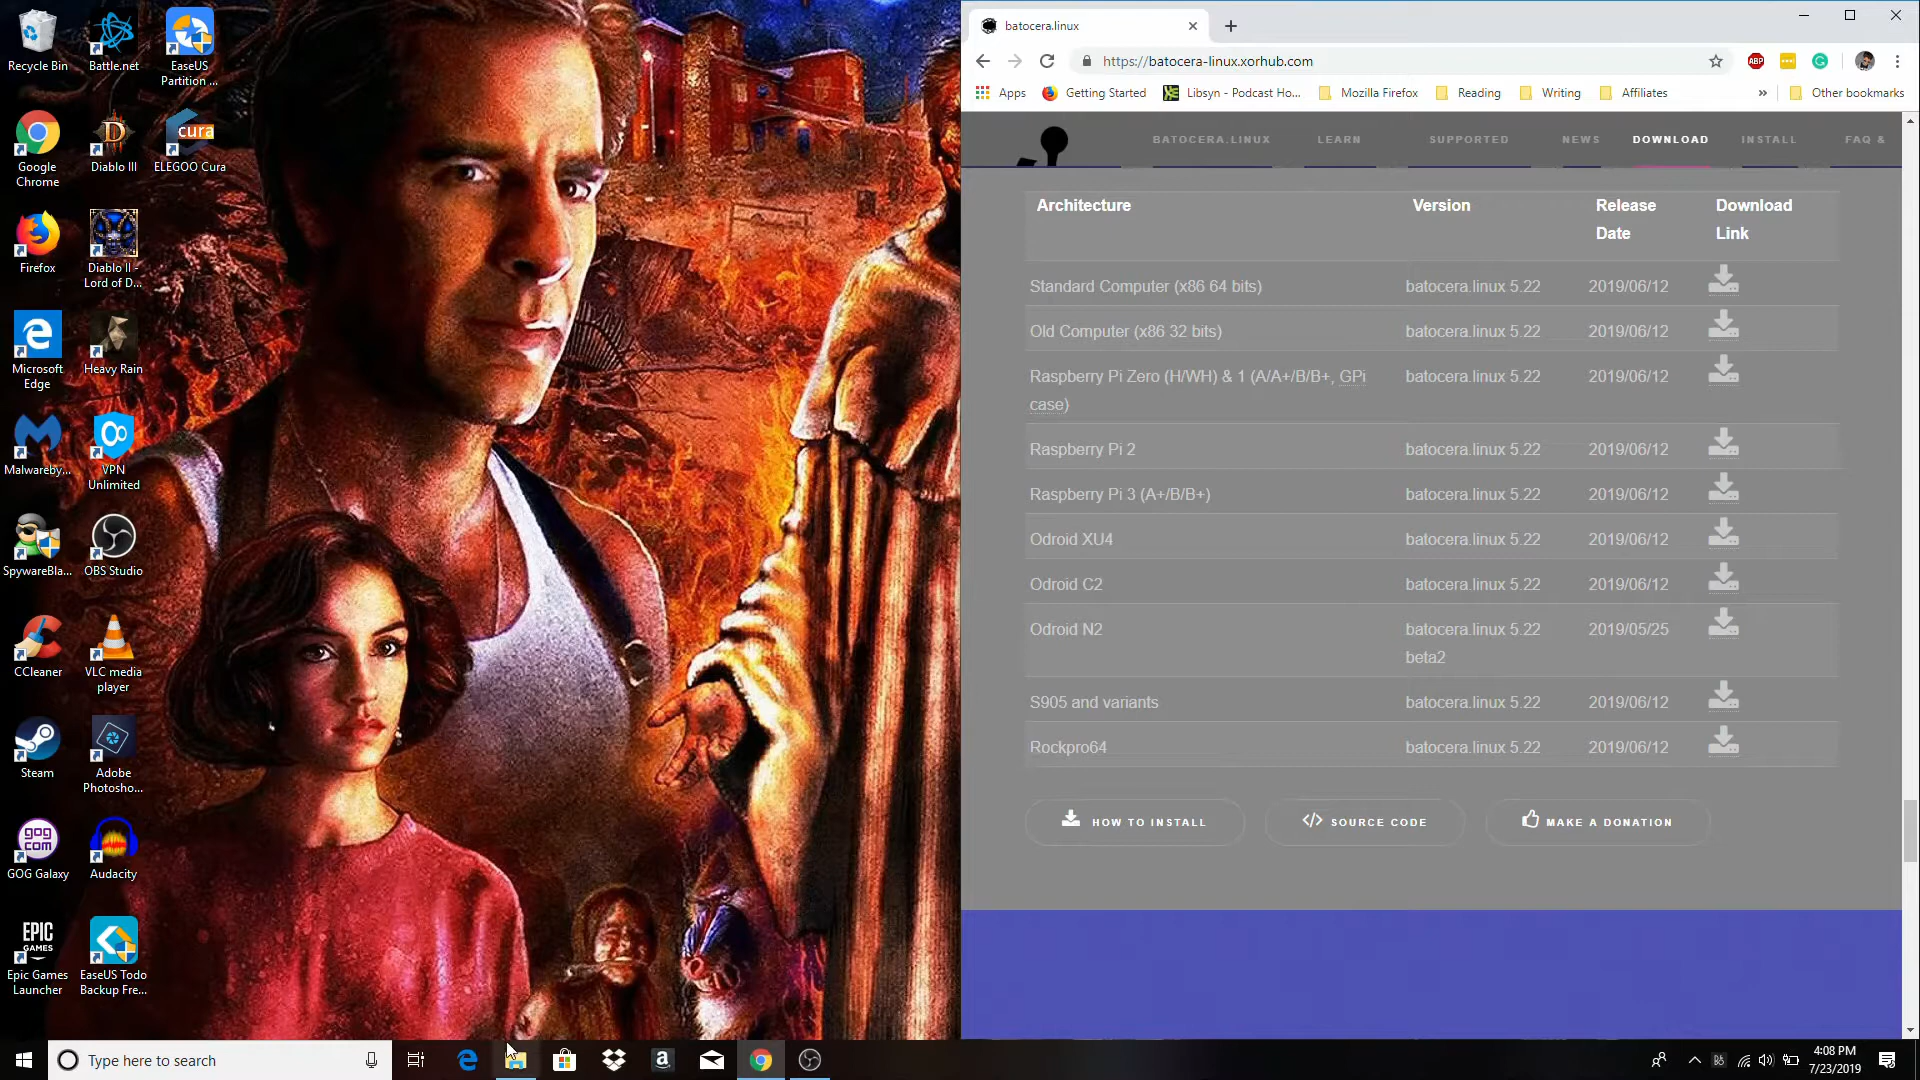 Recycle Bin
Battle.net
EaseUS
Partition ...
Google
Chrome
Diablo III
cura
ELEGOO Cura
Firefox
Diablo II -
Lord of D...
Microsoft
Edge
Heavy Rain
Malwareby...
VPN
Unlimited
SpywareBla...
OBS Studio
CCleaner
VLC media
player
Steam
Adobe
Photosho...
GOG
COM
GOG Galaxy
Audacity
EPIC
GAMES
Epic Games
Launcher
EaseUS Todo
Backup Fre...
batocera.linux
https://batocera-linux.xorhub.com
ABP
Apps
Getting Started
Libsyn - Podcast Ho...
Mozilla Firefox
Reading
Writing
Affiliates
»
Other bookmarks
BATOCERA.LINUX
LEARN
SUPPORTED
NEWS
DOWNLOAD
INSTALL
FAQ &
Architecture
Version
Release
Date
Download
Link
Standard Computer (x86 64 bits) batocera.linux 5.22 2019/06/12
Old Computer (x86 32 bits) batocera.linux 5.22 2019/06/12
Raspberry Pi Zero (H/WH) & 1 (A/A+/B/B+, GPi batocera.linux 5.22 2019/06/12
case)
Raspberry Pi 2 batocera.linux 5.22 2019/06/12
Raspberry Pi 3 (A+/B/B+) batocera.linux 5.22 2019/06/12
Odroid XU4 batocera.linux 5.22 2019/06/12
Odroid C2 batocera.linux 5.22 2019/06/12
Odroid N2 batocera.linux 5.22 2019/05/25
beta2
S905 and variants batocera.linux 5.22 2019/06/12
Rockpro64 batocera.linux 5.22 2019/06/12
HOW TO INSTALL
</> SOURCE CODE
MAKE A DONATION
Type here to search
4:08 PM
7/23/2019